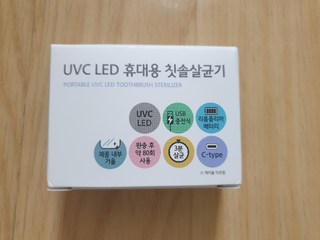 UVC LED 휴대용 칫솔살균기
PORTABLE UVC LED TOOTHBRUSH STERILIZER
UVC
LED
USB
충전식
리튬폴리머
배터리
제품 내부
거울
완충 후
약 80회
사용
3분
살균
C-type